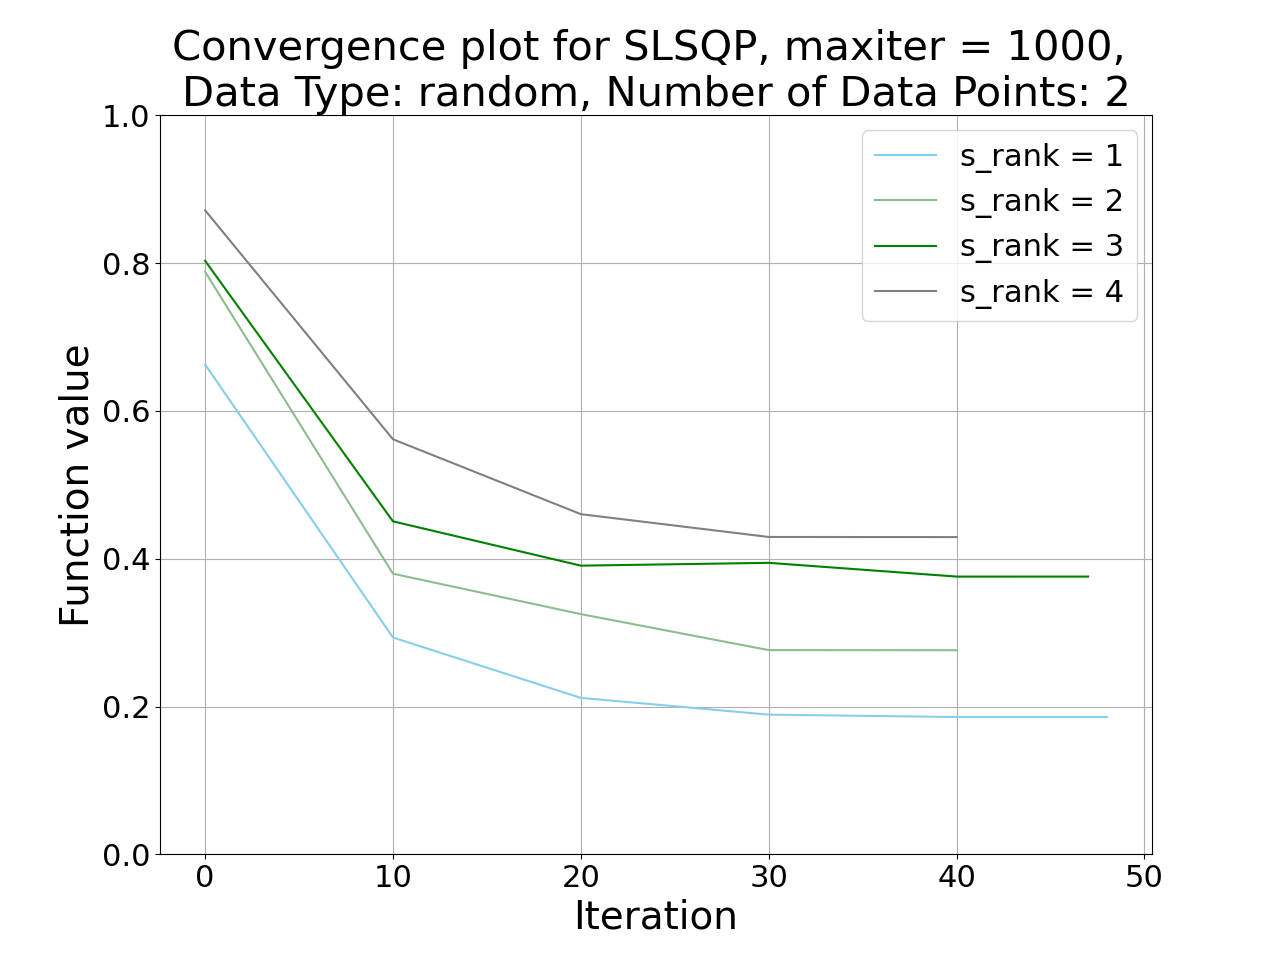 Convergence plot for SLSQP, maxiter = 1000,
Data Type: random, Number of Data Points: 2
1.0
0.8
0.6
0.4
0.2
0.0
Function value
s_rank = 1
s_rank = 2
s_rank = 3
s_rank = 4
0 10 20 30 40 50
Iteration